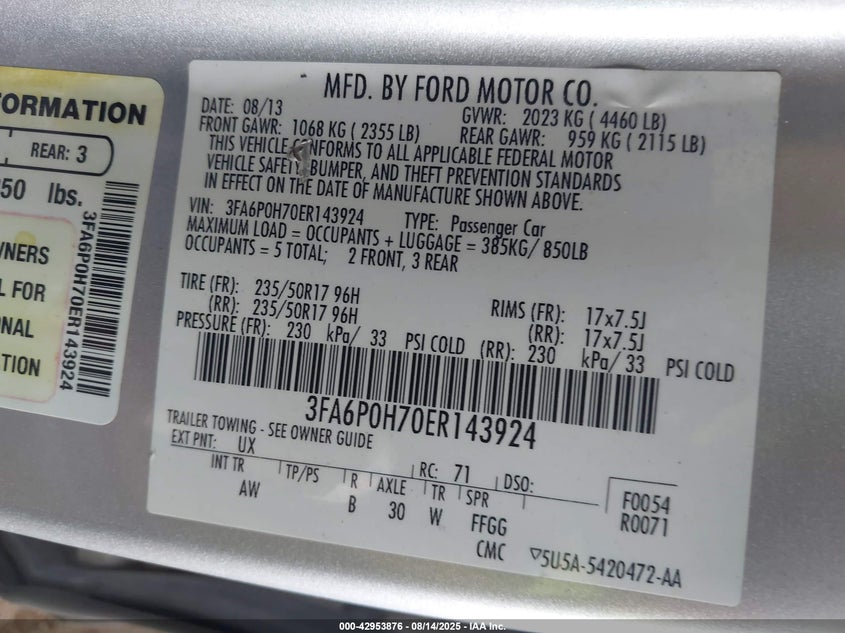 FORMATION
REAR: 3
850 lbs.
WNERS
L FOR
ONAL
TION
3FA6P0H70ER143924
MFD. BY FORD MOTOR CO.
DATE: 08/13 GVWR: 2023 KG ( 4460 LB)
FRONT GAWR: 1068 KG ( 2355 LB) REAR GAWR: 959 KG ( 2115 LB)
THIS VEHICLE CONFORMS TO ALL APPLICABLE FEDERAL MOTOR
VEHICLE SAFETY, BUMPER, AND THEFT PREVENTION STANDARDS
IN EFFECT ON THE DATE OF MANUFACTURE SHOWN ABOVE.
VIN: 3FA6P0H70ER143924 TYPE: Passenger Car
MAXIMUM LOAD = OCCUPANTS + LUGGAGE = 385KG/ 850LB
OCCUPANTS = 5 TOTAL; 2 FRONT, 3 REAR
TIRE (FR): 235/50R17 96H RIMS (FR): 17x7.5J
(RR): 235/50R17 96H (RR): 17x7.5J
PRESSURE (FR): 230 kPa/ 33 PSI COLD (RR): 230 kPa/ 33 PSI COLD
3FA6P0H70ER143924
TRAILER TOWING - SEE OWNER GUIDE
EXT PNT: UX RC: 71 DSO:
INT TR TP/PS R AXLE TR SPR F0054
AW B 30 W FFGG R0071
CMC ▽5U5A-5420472-AA
000-42953876 - 08/14/2025 - IAA Inc.